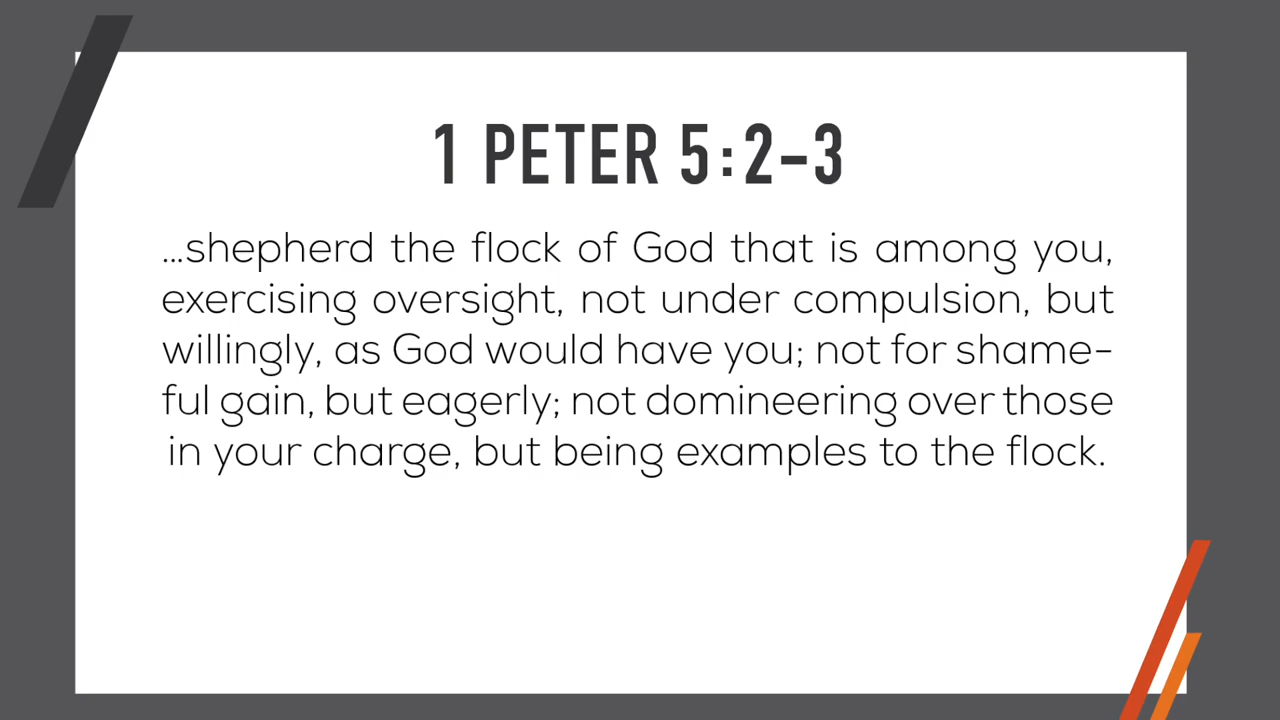 1 PETER 5:2-3
...shepherd the flock of God that is among you,
exercising oversight, not under compulsion, but
willingly, as God would have you; not for shame-
ful gain, but eagerly; not domineering over those
in your charge, but being examples to the flock.